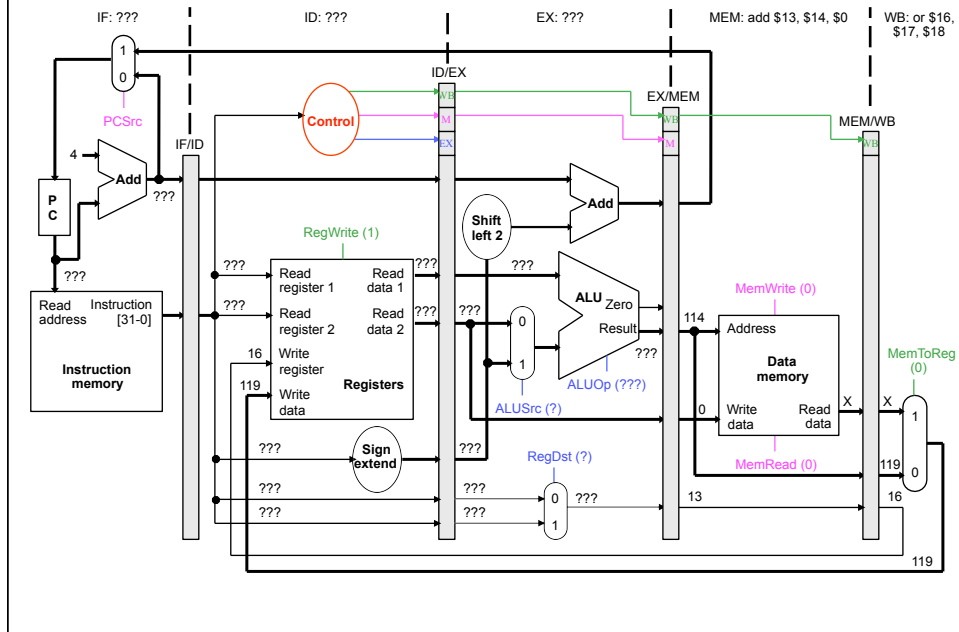 IF: ???
ID: ???
EX: ???
MEM: add $13, $14, $0
WB: or $16,
$17, $18
1
0
PCSrc
4
Add
???
P
C
???
IF/ID
Read
address
Instruction
[31-0]
Instruction
memory
Control
ID/EX
WB
M
EX
RegWrite (1)
???
Read
register 1
Read
data 1
???
???
Read
register 2
Read
data 2
???
16
Write
register
119
Write
data
Registers
???
Sign
extend
???
???
???
Shift
left 2
Add
???
???
0
1
ALUSrc (?)
ALU
Zero
Result
???
ALUOp (???)
???
RegDst (?)
???
0
???
???
1
EX/MEM
WB
M
114
0
13
MemWrite (0)
Address
Data
memory
Write
data
Read
data
MemRead (0)
X
MEM/WB
WB
X
119
16
MemToReg
(0)
1
0
119